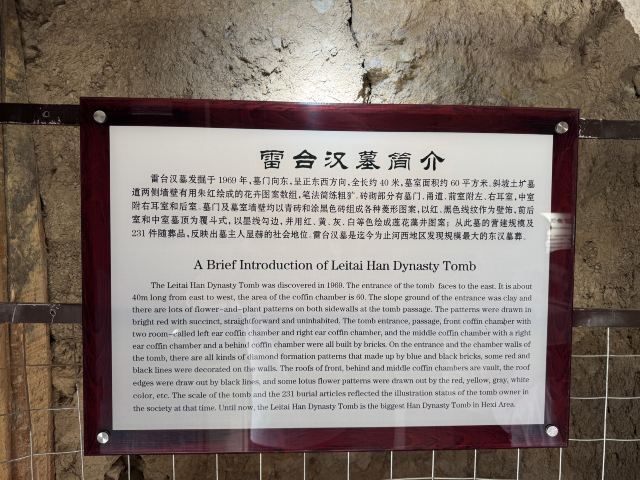 雷台汉墓简介
雷台汉墓发掘于1969年,墓门向东,呈正东西方向,全长约40米,墓室面积约60平方米.斜坡土圹墓
道两侧墙壁有用朱红绘成的花卉图案数组,笔法简练粗犷.砖砌部分有墓门.甬道.前室附左.右耳室,中室
附右耳室和后室.墓门及墓室墙壁均以青砖和涂黑色砖组成各种菱形图案,以红.黑色线纹作为壁饰,前后
室和中室墓顶为覆斗式,以墨线勾边,并用红、黄、灰.白等色绘成莲花藻井图案;从此墓的营建规模及
231件随葬品,反映出墓主人显赫的社会地位.雷台汉墓是迄今为止河西地区发现规模最大的东汉墓葬.
A Brief Introduction of Leitai Han Dynasty Tomb
The Leitai Han Dynasty Tomb was discovered in 1969. The entrance of the tomb faces to the east. It is about
40m long from east to west, the area of the coffin chamber is 60. The slope ground of the entrance was clay and
there are lots of flower-and-plant patterns on both sidewalls at the tomb passage. The patterns were drawn in
bright red with succinct, straightforward and uninhabited. The tomb entrance, passage, front coffin chamber with
two room-called left ear coffin chamber and right ear coffin chamber, and the middle coffin chamber with a right
ear coffin chamber and a behind coffin chamber were all built by bricks. On the entrance and the chamber walls of
the tomb, there are all kinds of diamond formation patterns that made up by blue and black bricks, some red and
black lines were decorated on the walls. The roofs of front, behind and middle coffin chambers are vault, the roof
edges were draw out by black lines, and some lotus flower patterns were drawn out by the red, yellow, gray, white
color, etc. The scale of the tomb and the 231 burial articles reflected the illustration status of the tomb owner in
the society at that time. Until now, the Leitai Han Dynasty Tomb is the biggest Han Dynasty Tomb in Hexi Area.